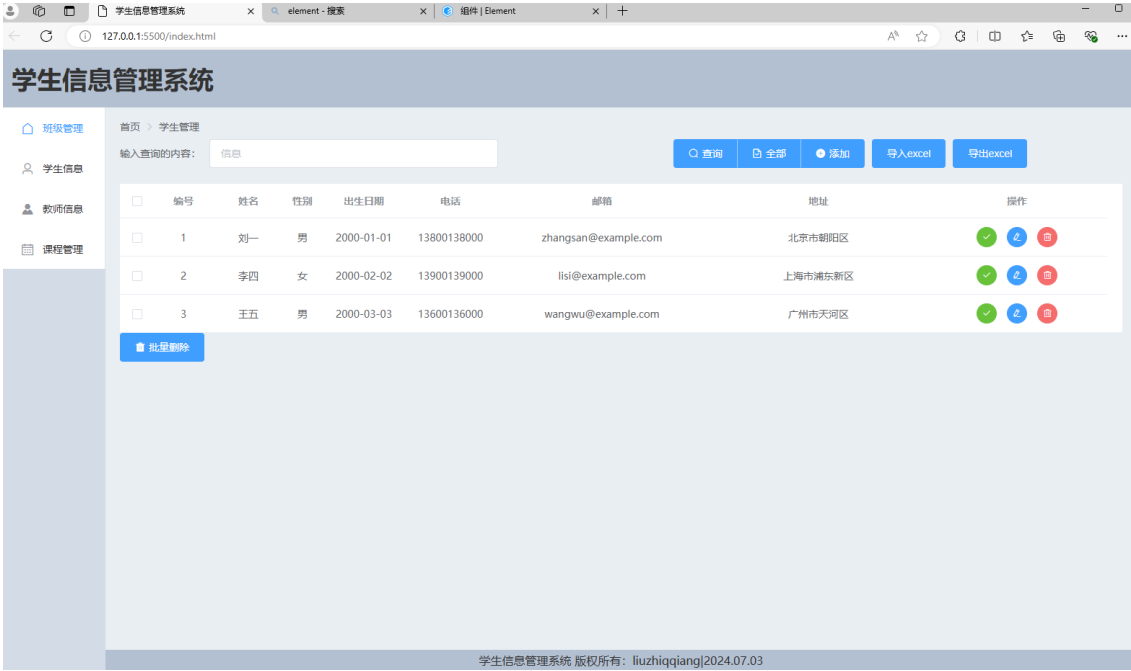 学生信息管理系统
element - 搜索
组件 | Element
127.0.0.1:5500/index.html
学生信息管理系统
班级管理
学生信息
教师信息
课程管理
首页 > 学生管理
输入查询的内容： 信息 查询 全部 添加 导入excel 导出excel
编号 姓名 性别 出生日期 电话 邮箱 地址 操作
1 刘一 男 2000-01-01 13800138000 zhangsan@example.com 北京市朝阳区
2 李四 女 2000-02-02 13900139000 lisi@example.com 上海市浦东新区
3 王五 男 2000-03-03 13600136000 wangwu@example.com 广州市天河区
批量删除
学生信息管理系统 版权所有：liuzhiqqiang|2024.07.03